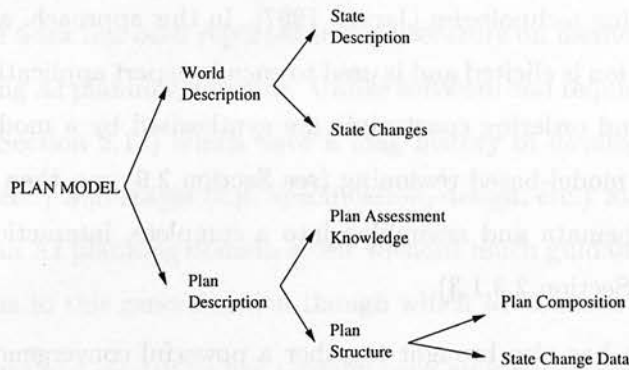 State
Description
World
Description
State Changes
PLAN MODEL
Plan Assessment
Knowledge
Plan
Description
Plan Composition
Plan
Structure
State Change Data